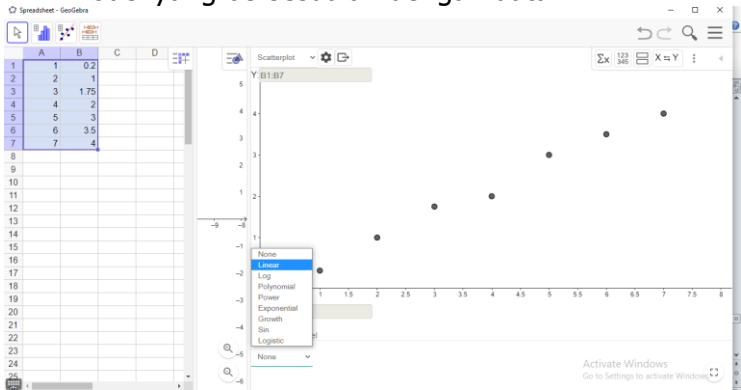 Spreadsheet - GeoGebra
A B C D
1 1 0.2
2 2 1
3 3 1.75
4 4 2
5 5 3
6 6 3.5
7 7 4
8
9
10
11
12
13
14
15
16
17
18
19
20
21
22
23
24
25
Scatterplot
Σx 123 345 X ⇆ Y
Y: B1:B7
5
4
3
2
1
-1
-2
-3
-4
-5
-6
-9 -8
4
3
2
1
1 1.5 2 2.5 3 3.5 4 4.5 5 5.5 6 6.5 7 7.5 8
None
Linear
Log
Polynomial
Power
Exponential
Growth
Sin
Logistic
None
Activate Windows
Go to Settings to activate Windows.